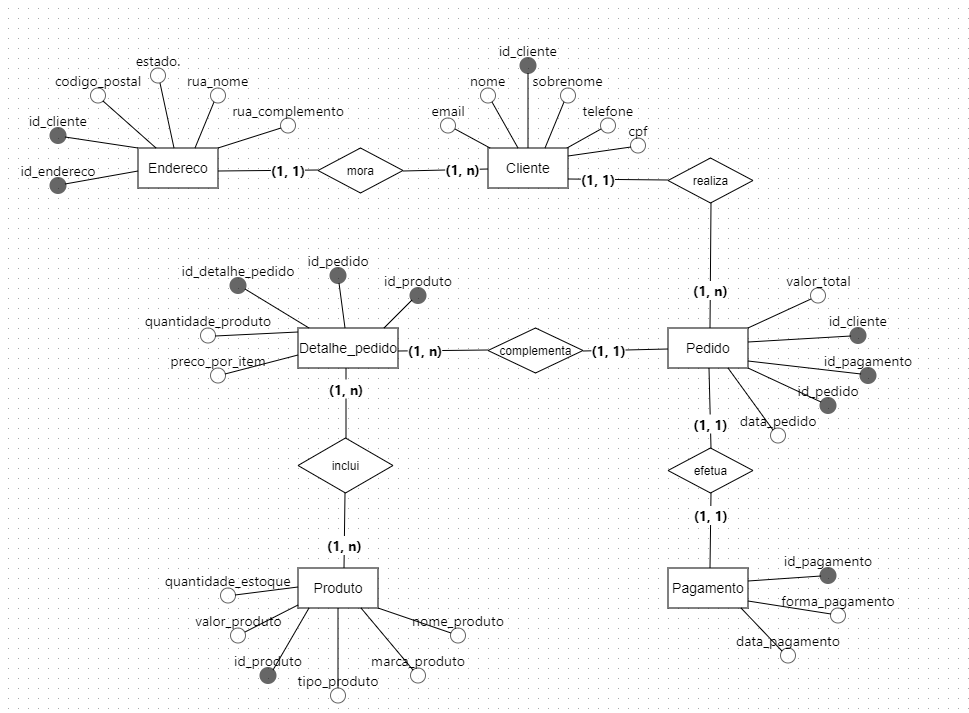 id_cliente
estado.
codigo_postal
rua_nome
nome
sobrenome
rua_complemento
email
telefone
id_cliente
cpf
id_endereco
Endereco
(1, 1)
mora
(1, n)
Cliente
(1, 1)
realiza
id_pedido
id_detalhe_pedido
id_produto
valor_total
(1, n)
quantidade_produto
id_cliente
Detalhe_pedido
(1, n)
complementa
(1, 1)
Pedido
preco_por_item
id_pagamento
(1, n)
id_pedido
data_pedido
(1, 1)
inclui
efetua
(1, 1)
(1, n)
id_pagamento
quantidade_estoque
Produto
Pagamento
forma_pagamento
valor_produto
nome_produto
data_pagamento
id_produto
marca_produto
tipo_produto